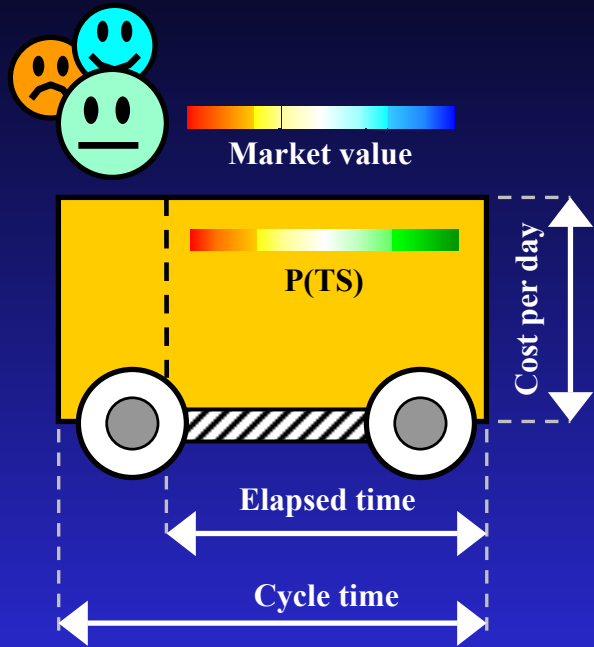 Market value
P(TS)
Cost per day
Elapsed time
Cycle time